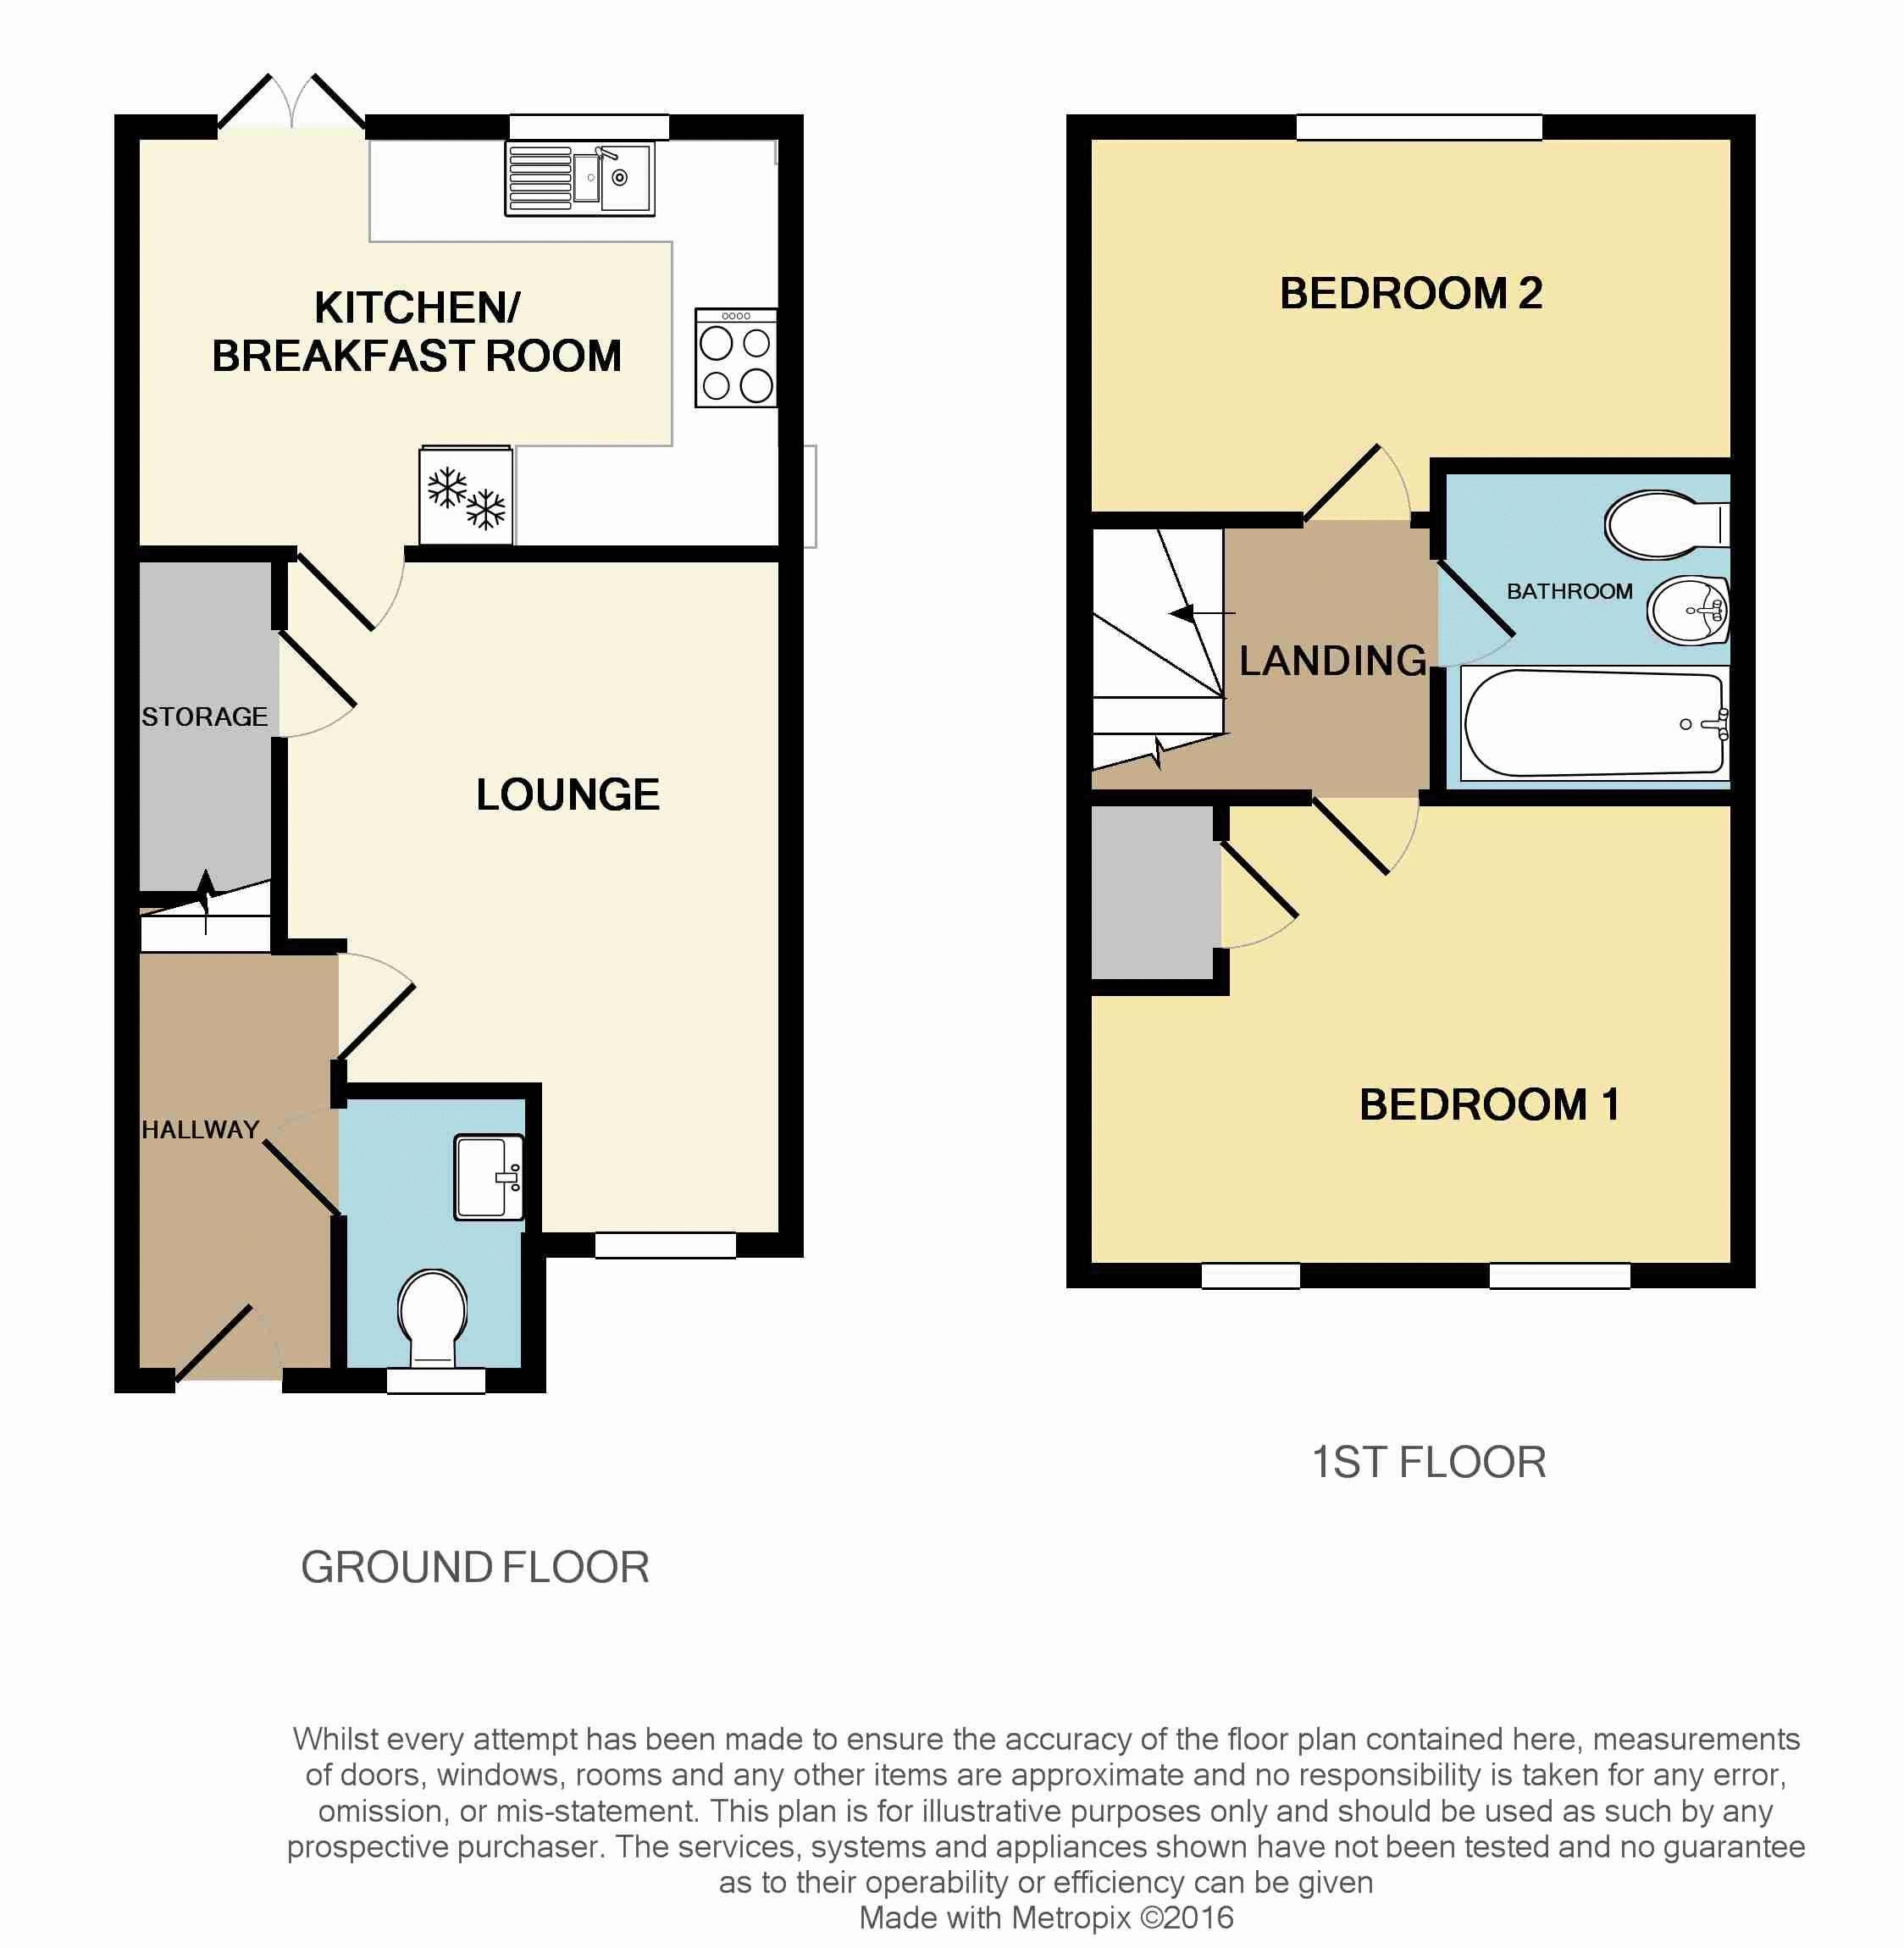 KITCHEN/
BREAKFAST ROOM
STORAGE
LOUNGE
HALLWAY
GROUND FLOOR
BEDROOM 2
BATHROOM
LANDING
BEDROOM 1
1ST FLOOR
Whilst every attempt has been made to ensure the accuracy of the floor plan contained here, measurements
of doors, windows, rooms and any other items are approximate and no responsibility is taken for any error,
omission, or mis-statement. This plan is for illustrative purposes only and should be used as such by any
prospective purchaser. The services, systems and appliances shown have not been tested and no guarantee
as to their operability or efficiency can be given
Made with Metropix ©2016